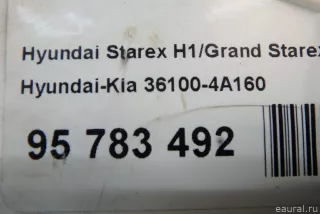 Hyundai Starex H1/Grand Starex
Hyundai-Kia 36100-4A160
95 783 492
eaural.ru